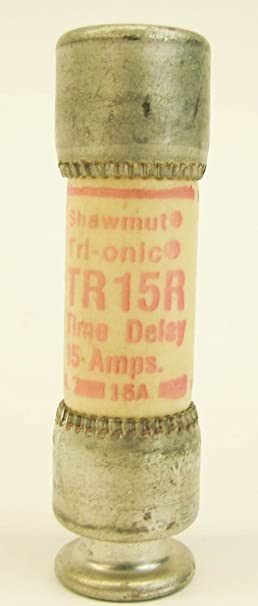 Shawmut®
Tri-onic®
TR15R
Time Delay
15-Amps.
15A